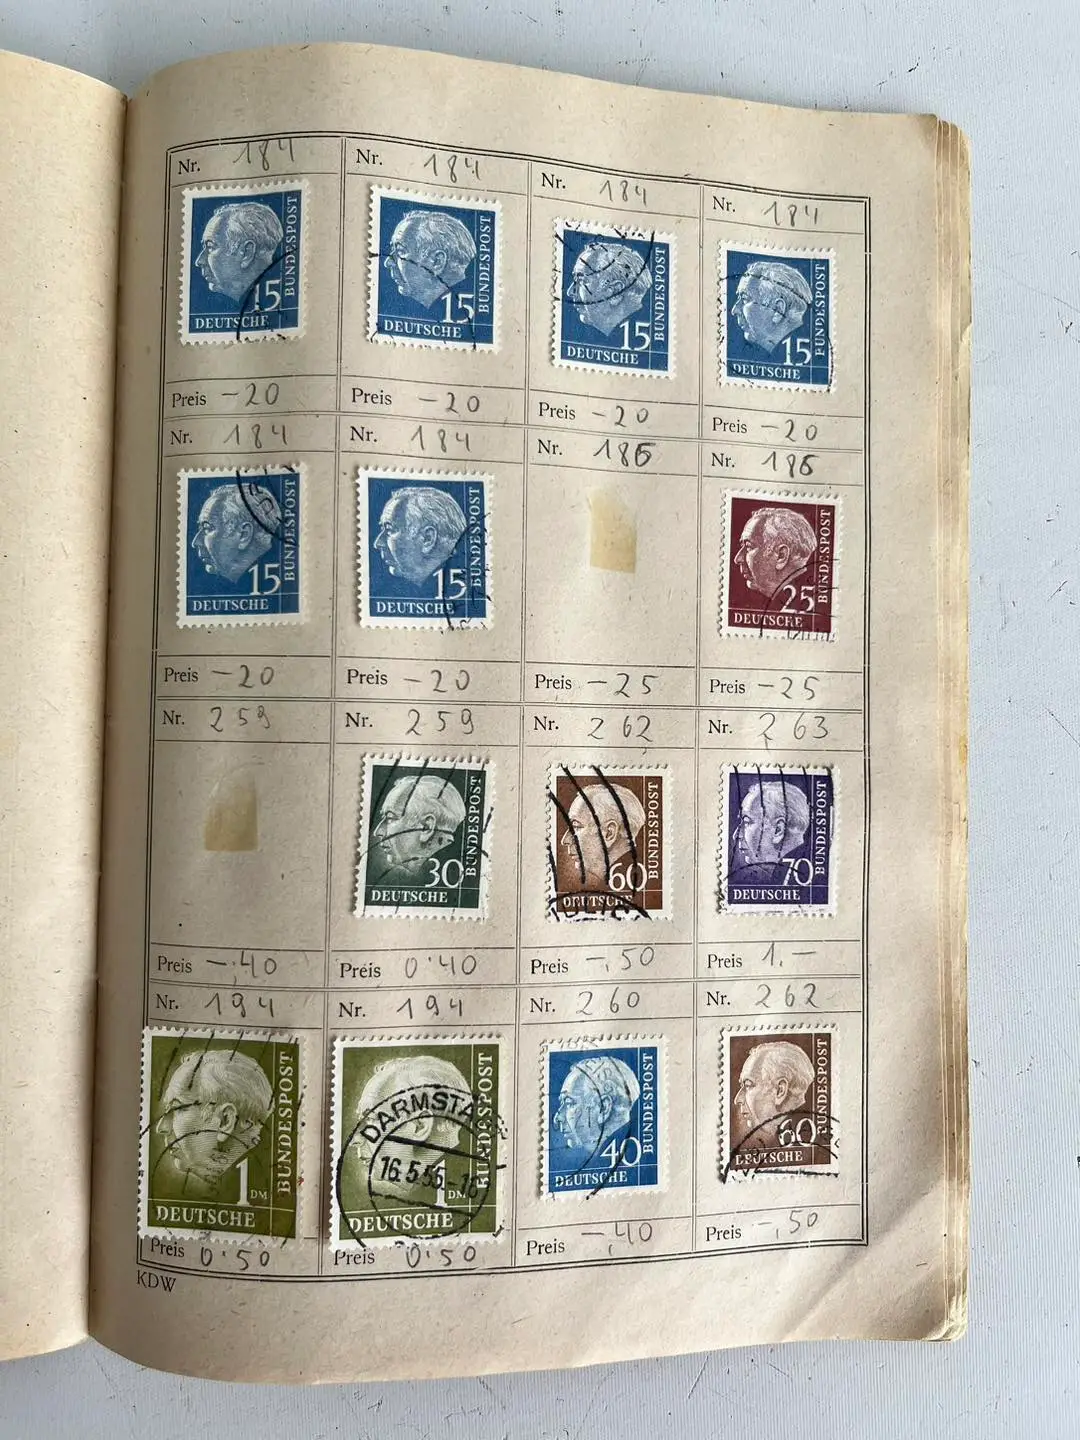 Nr. 184
Nr. 184
Nr. 184
Nr. 184
15 BUNDESPOST
DEUTSCHE
15 BUNDESPOST
DEUTSCHE
15 BUNDESPOST
DEUTSCHE
15 BUNDESPOST
DEUTSCHE
Preis -20
Preis -20
Preis -20
Preis -20
Nr. 184
Nr. 184
Nr. 186
Nr. 186
15 BUNDESPOST
DEUTSCHE
15 BUNDESPOST
DEUTSCHE
25 BUNDESPOST
DEUTSCHE
Preis -20
Preis -20
Preis -25
Preis -25
Nr. 259
Nr. 259
Nr. 262
Nr. 263
30 BUNDESPOST
DEUTSCHE
60 BUNDESPOST
DEUTSCHE
70 BUNDESPOST
DEUTSCHE
Preis -,40
Preis 0.40
Preis -,50
Preis 1.-
Nr. 194
Nr. 194
Nr. 260
Nr. 262
1 DM BUNDESPOST
DEUTSCHE
DARMSTA
16.5.56.-16
1 DM BUNDESPOST
DEUTSCHE
40 BUNDESPOST
DEUTSCHE
60 BUNDESPOST
DEUTSCHE
Preis 0.50
Preis 0.50
Preis -,40
Preis -,50
KDW